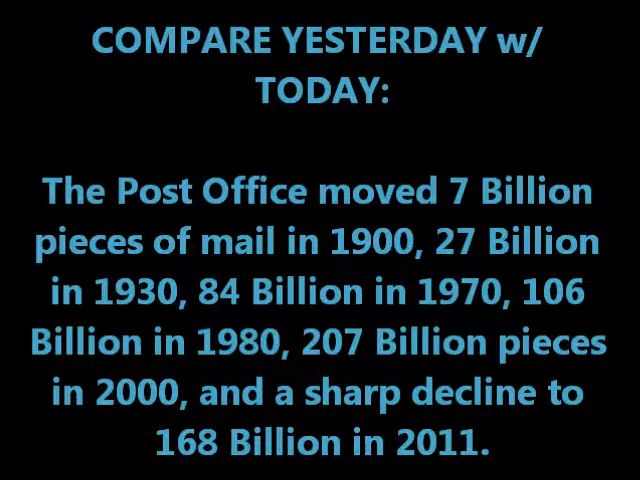 COMPARE YESTERDAY w/
TODAY:
The Post Office moved 7 Billion
pieces of mail in 1900, 27 Billion
in 1930, 84 Billion in 1970, 106
Billion in 1980, 207 Billion pieces
in 2000, and a sharp decline to
168 Billion in 2011.